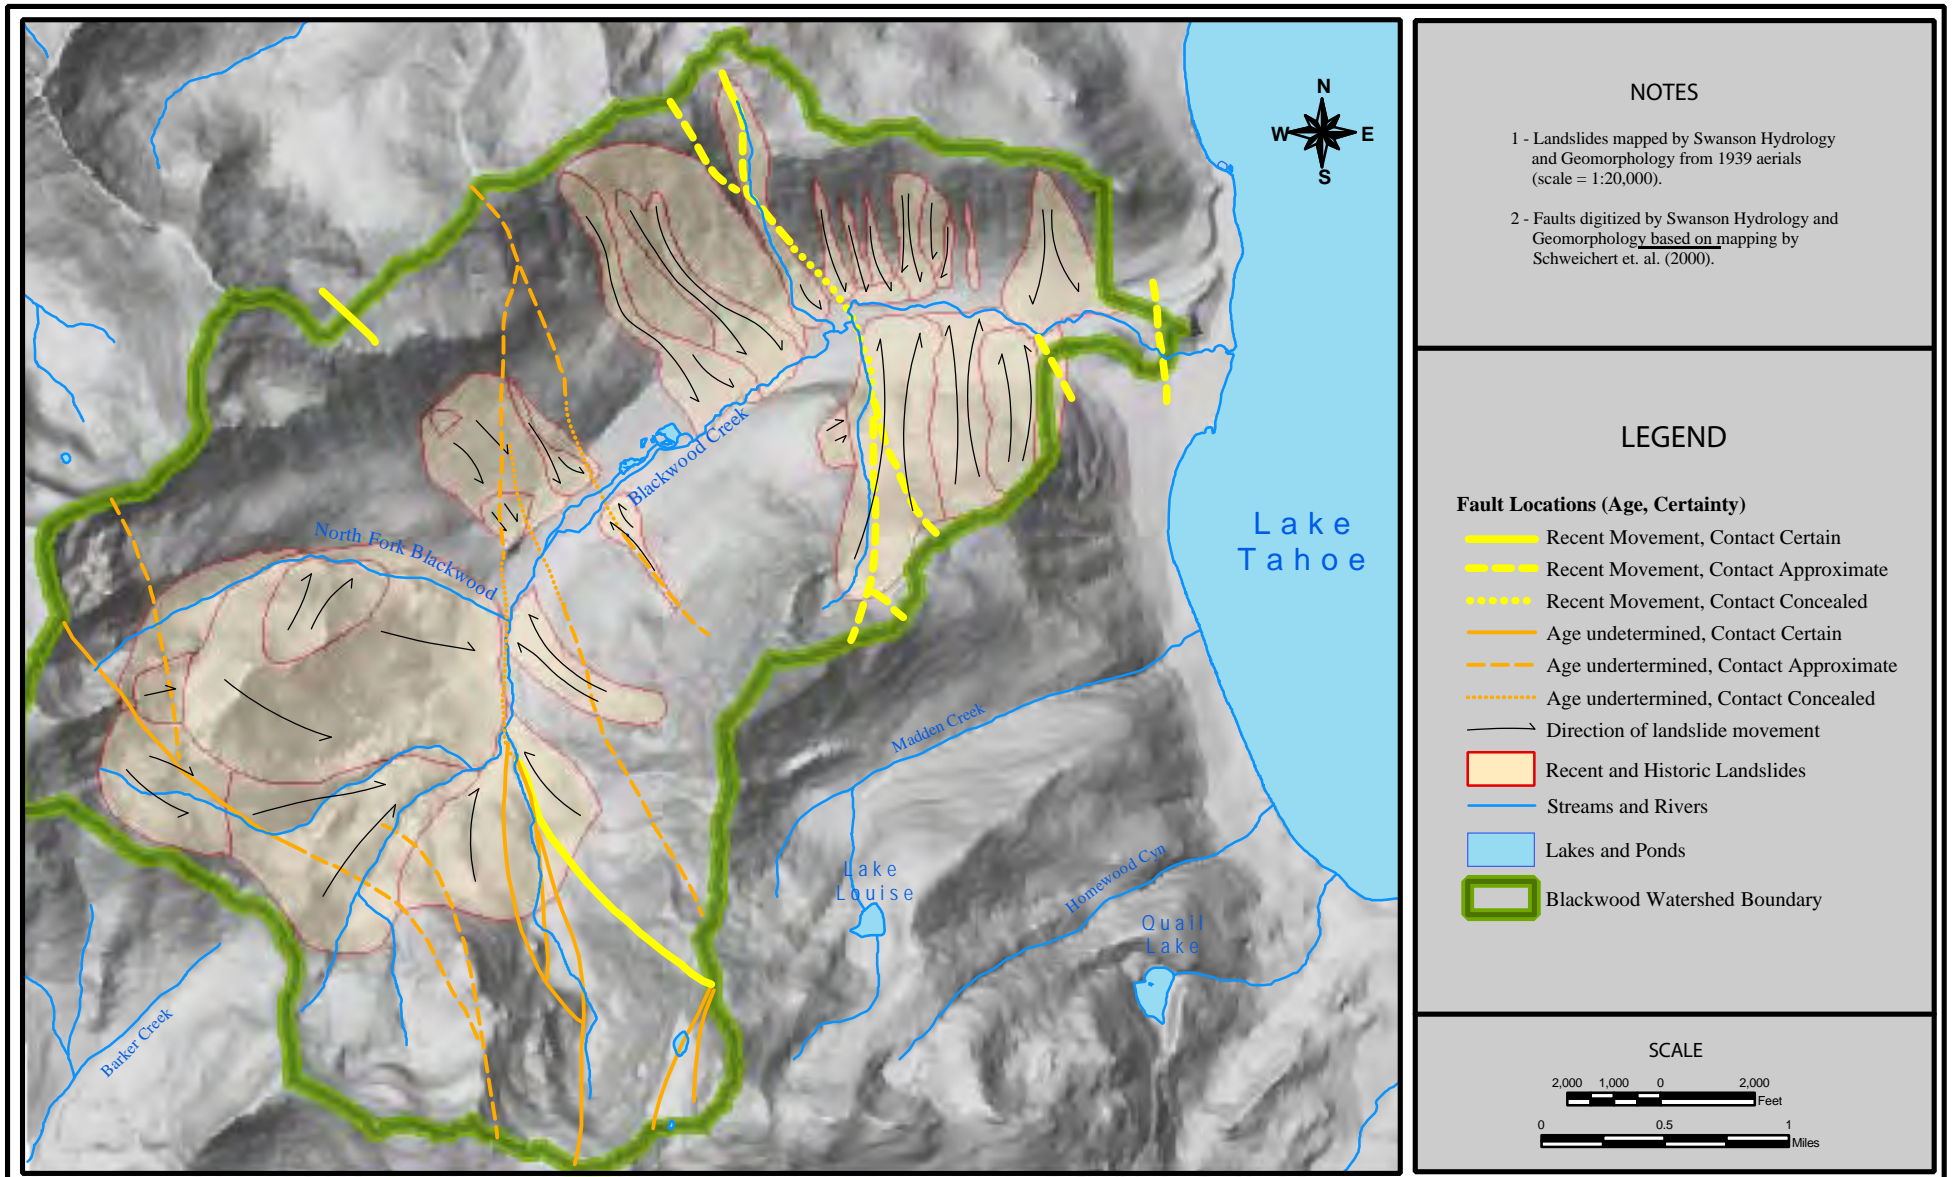 N
W E
S
Blackwood Creek
North Fork Blackwood
Lake
Tahoe
Madden Creek
Lake
Louise
Homewood Cyn
Quail
Lake
Barker Creek
NOTES
1 - Landslides mapped by Swanson Hydrology
and Geomorphology from 1939 aerials
(scale = 1:20,000).
2 - Faults digitized by Swanson Hydrology and
Geomorphology based on mapping by
Schweichert et. al. (2000).
LEGEND
Fault Locations (Age, Certainty)
Recent Movement, Contact Certain
Recent Movement, Contact Approximate
Recent Movement, Contact Concealed
Age undetermined, Contact Certain
Age undertermined, Contact Approximate
Age undertermined, Contact Concealed
Direction of landslide movement
Recent and Historic Landslides
Streams and Rivers
Lakes and Ponds
Blackwood Watershed Boundary
SCALE
2,000 1,000 0 2,000
Feet
0 0.5 1
Miles